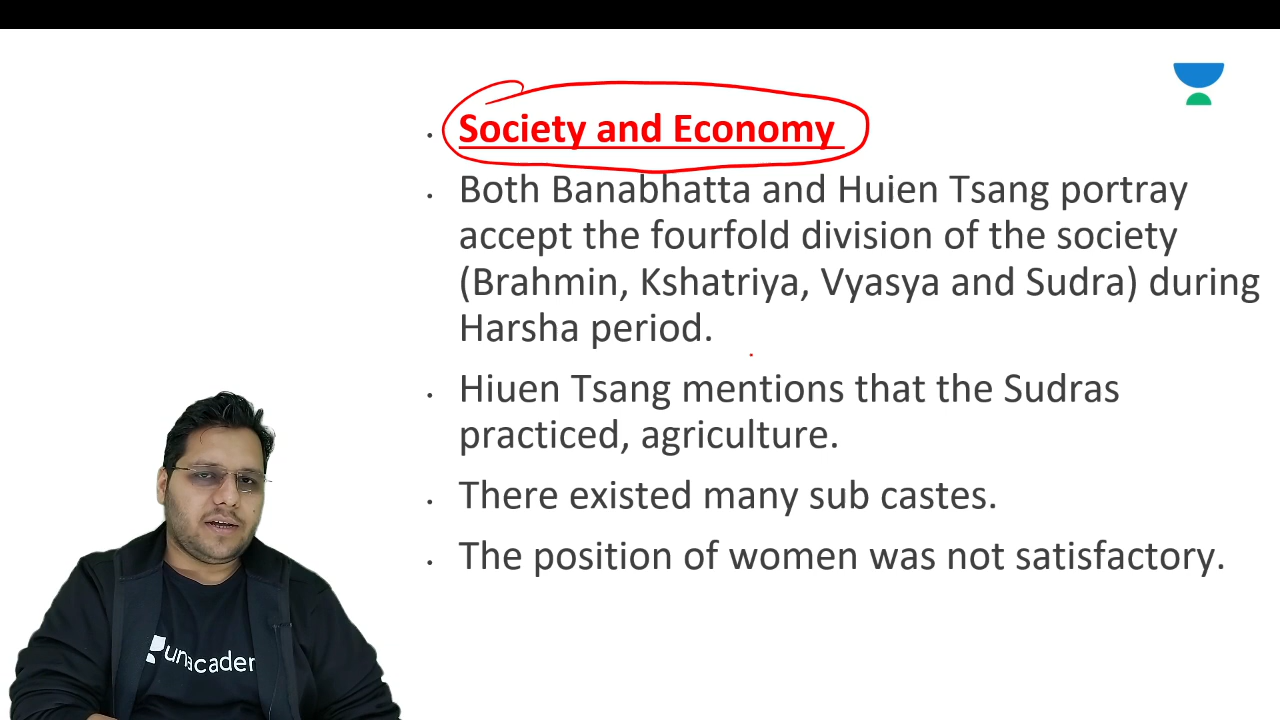 Society and Economy
Both Banabhatta and Huien Tsang portray
accept the fourfold division of the society
(Brahmin, Kshatriya, Vyasya and Sudra) during
Harsha period.
Hiuen Tsang mentions that the Sudras
practiced, agriculture.
There existed many sub castes.
The position of women was not satisfactory.
unacader